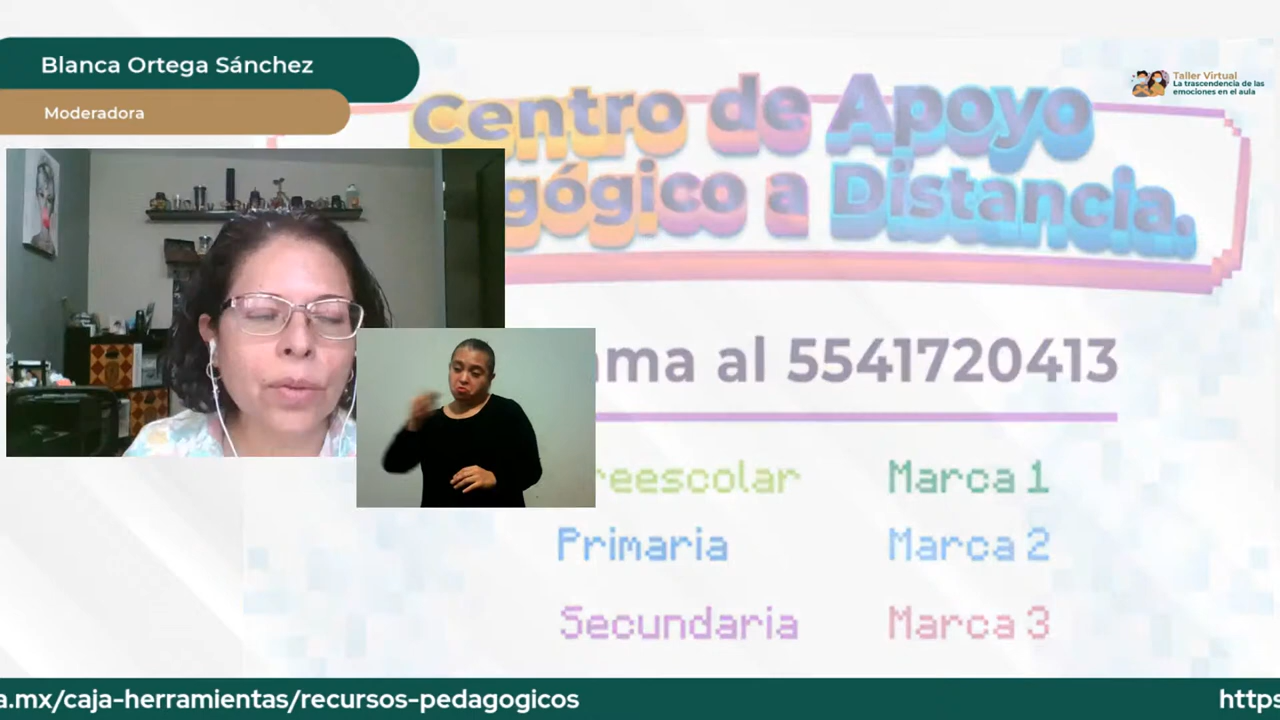 Blanca Ortega Sánchez
Moderadora
Taller Virtual
La trascendencia de las
emociones en el aula
Centro de Apoyo
gógico a Distancia.
ama al 5541720413
reescolar Marca 1
Primaria Marca 2
Secundaria Marca 3
a.mx/caja-herramientas/recursos-pedagogicos https